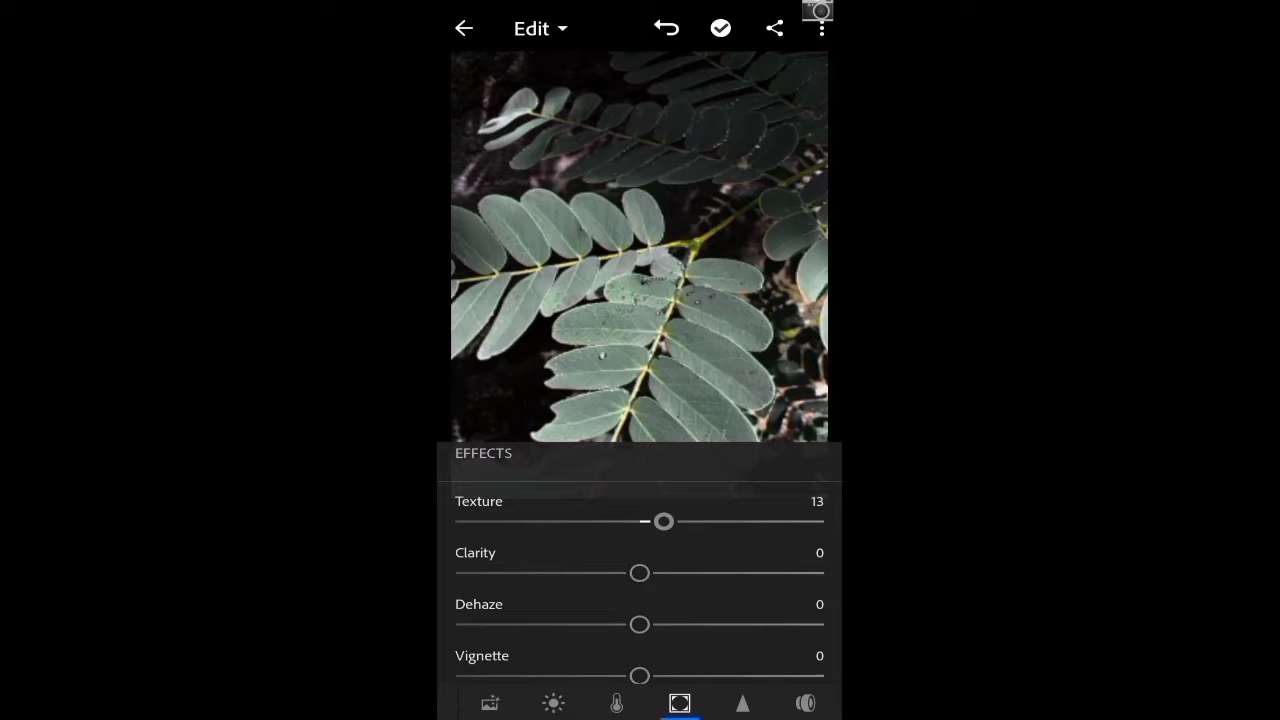 Edit
EFFECTS
Texture 13
Clarity 0
Dehaze 0
Vignette 0